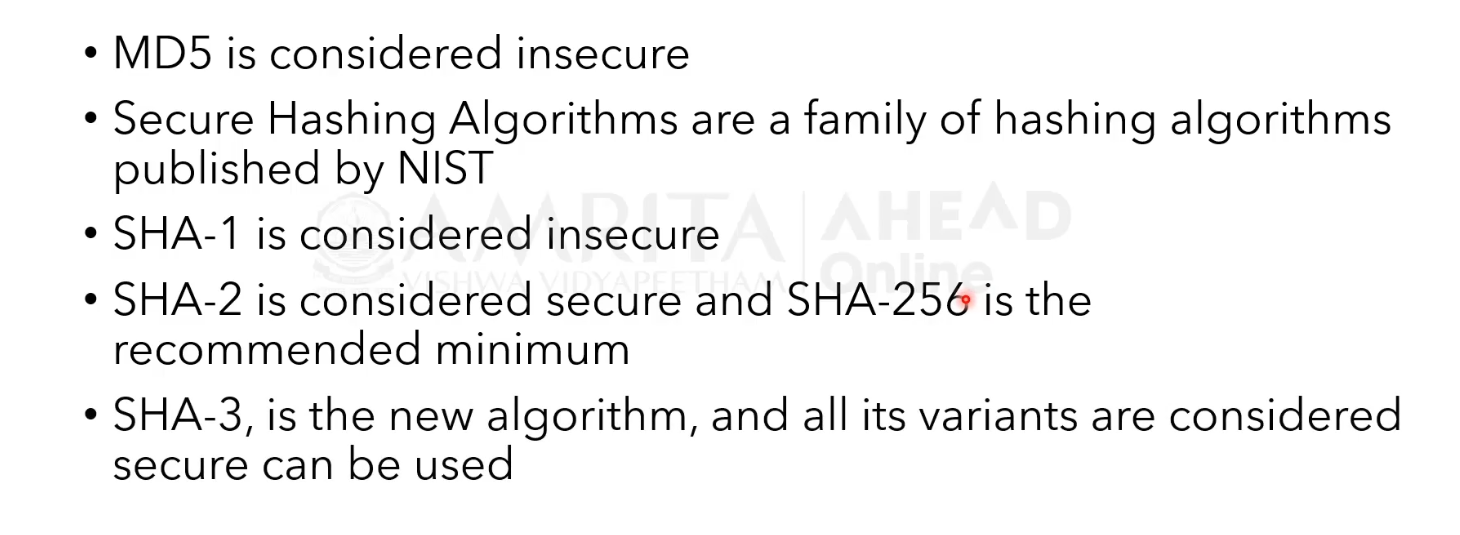 • MD5 is considered insecure
• Secure Hashing Algorithms are a family of hashing algorithms
published by NIST
• SHA-1 is considered insecure
• SHA-2 is considered secure and SHA-256 is the
recommended minimum
• SHA-3, is the new algorithm, and all its variants are considered
secure can be used
AMRITA
VISHWA VIDYAPEETHAM
AHEAD
Online